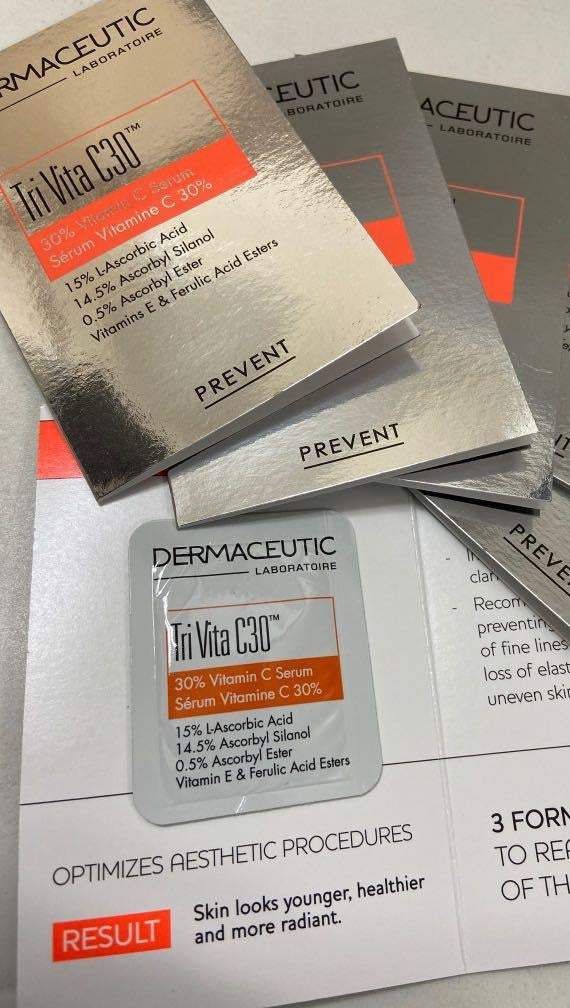 DERMACEUTIC
LABORATOIRE
Tri Vita C30™
30% Vitamin C Serum
Sérum Vitamine C 30%
15% L-Ascorbic Acid
14.5% Ascorbyl Silanol
0.5% Ascorbyl Ester
Vitamins E & Ferulic Acid Esters
PREVENT
CEUTIC
LABORATOIRE
PREVENT
ACEUTIC
LABORATOIRE
PREVE
DERMACEUTIC
LABORATOIRE
Tri Vita C30™
30% Vitamin C Serum
Sérum Vitamine C 30%
15% L-Ascorbic Acid
14.5% Ascorbyl Silanol
0.5% Ascorbyl Ester
Vitamin E & Ferulic Acid Esters
clar
- Recom
preventing
of fine lines
loss of elast
uneven skin
OPTIMIZES AESTHETIC PROCEDURES
RESULT
Skin looks younger, healthier
and more radiant.
3 FORM
TO REA
OF TH